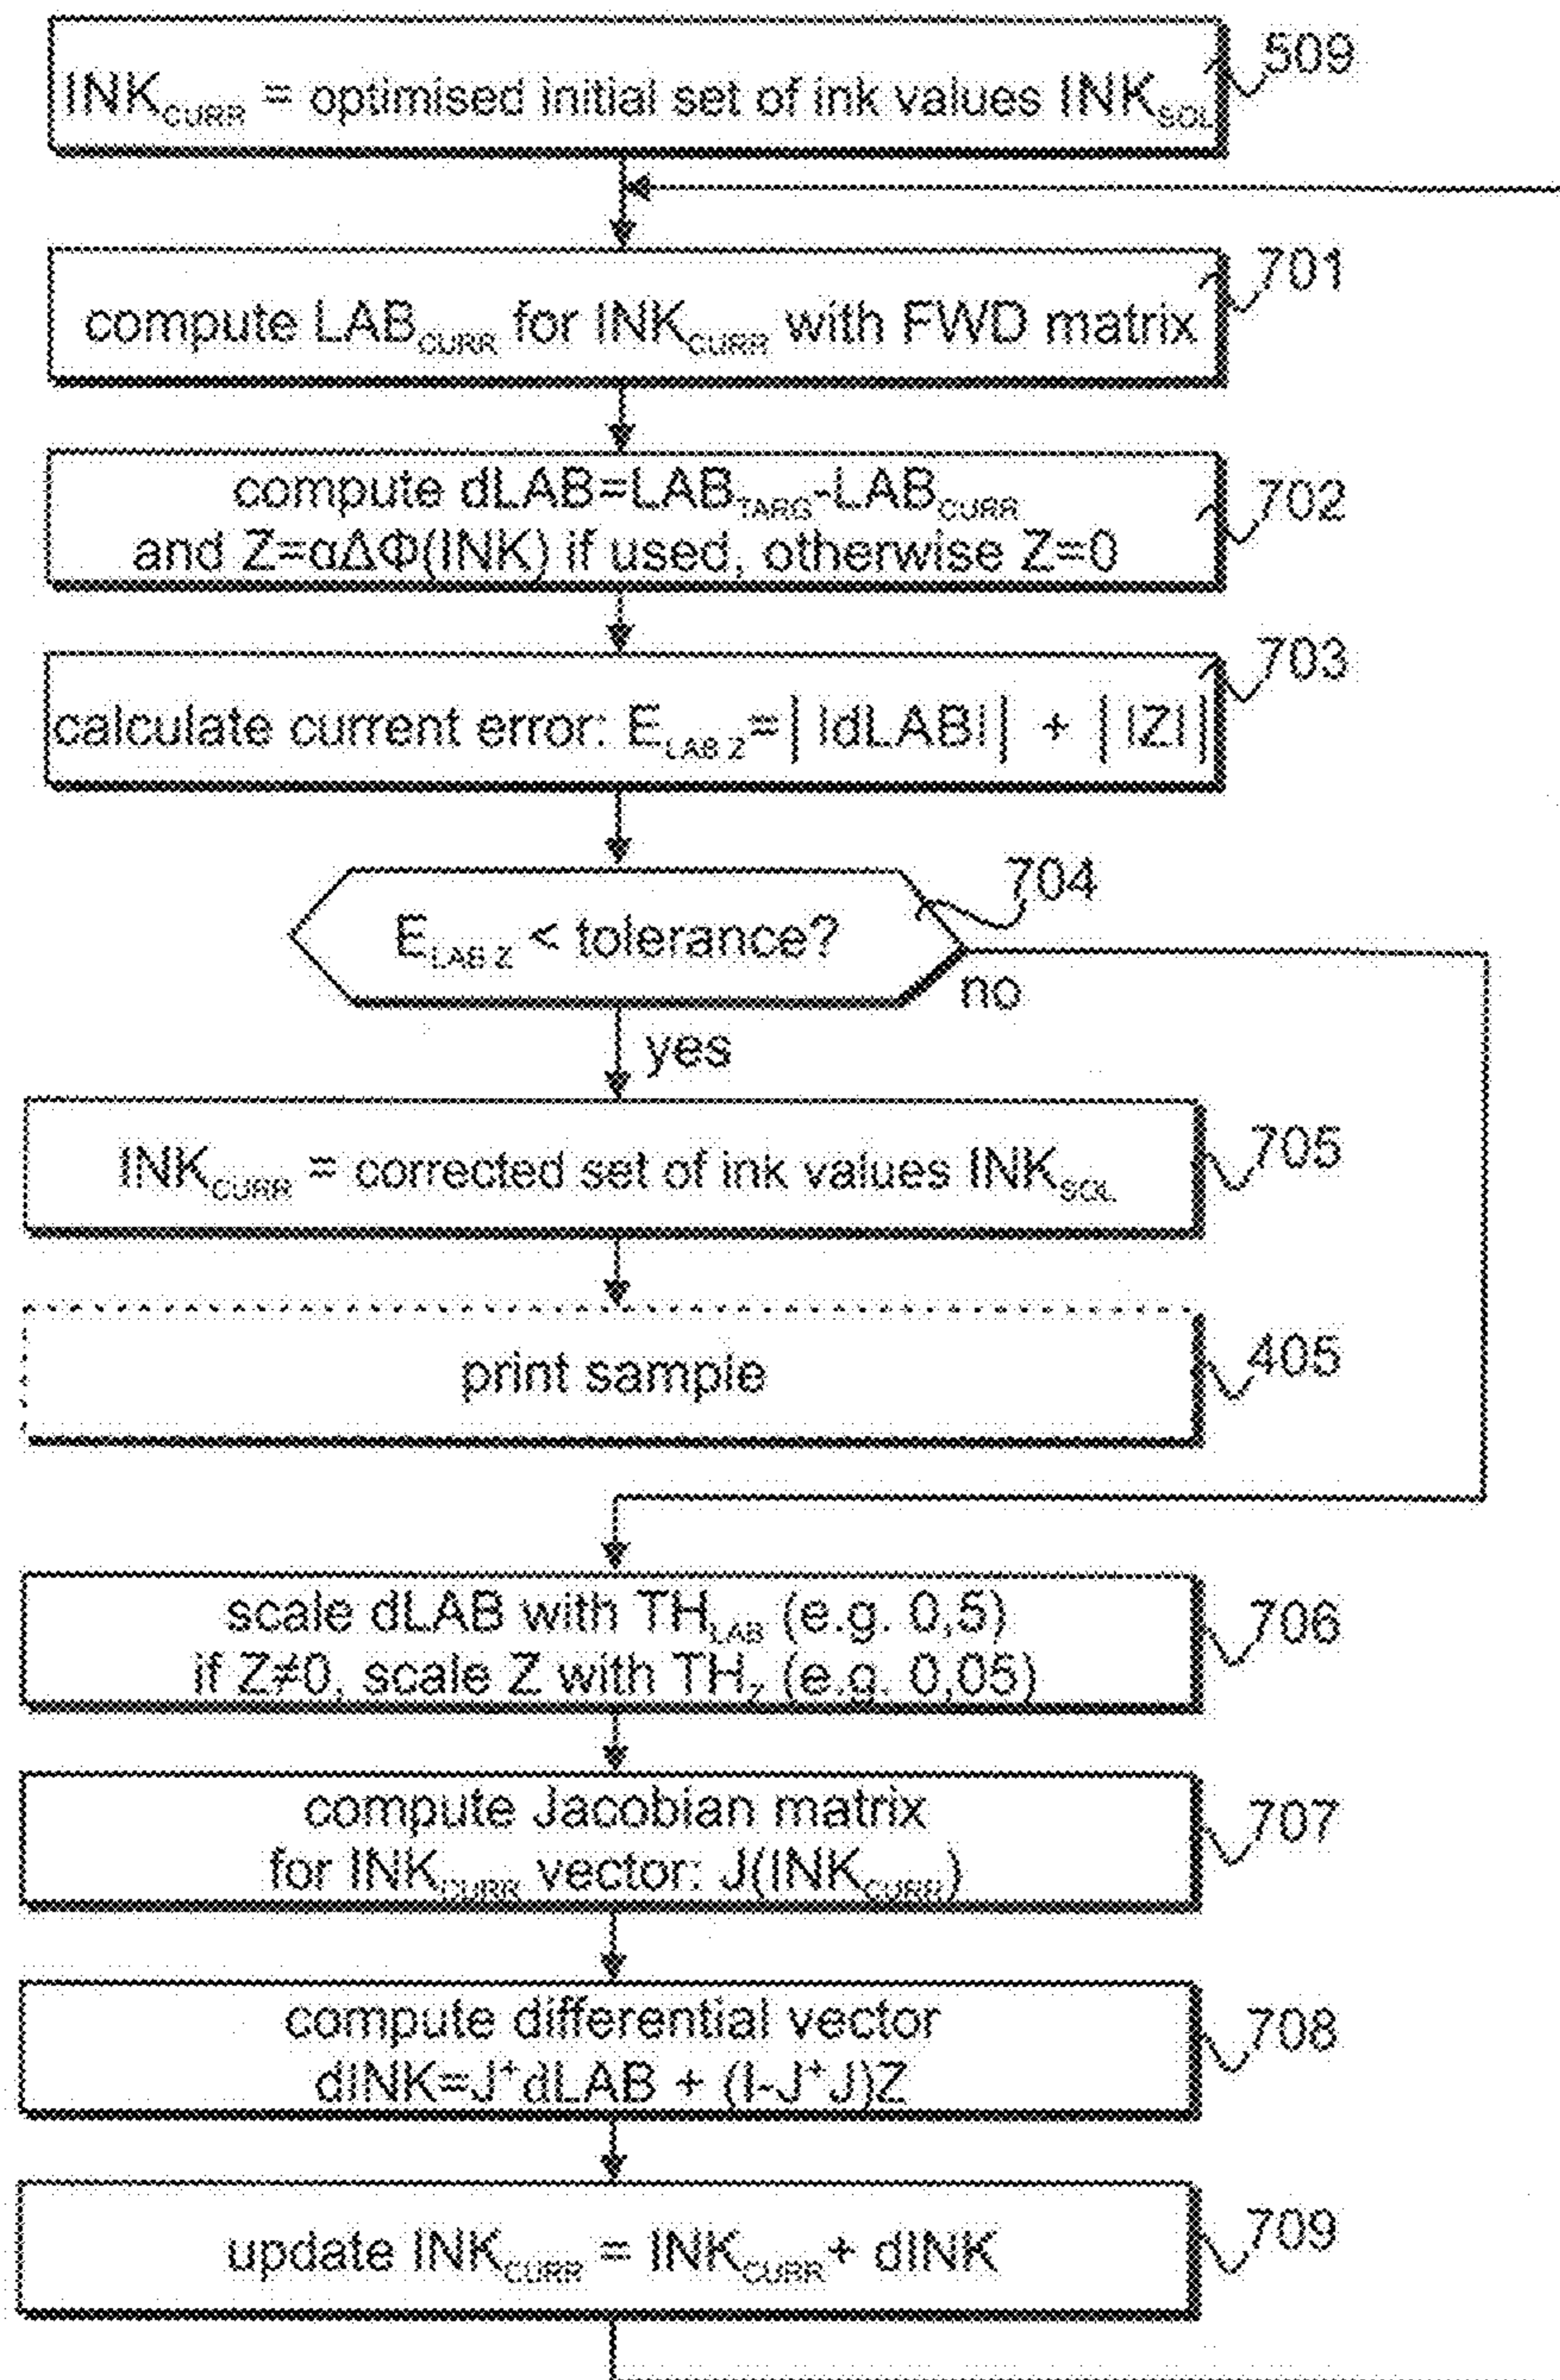 INK_CURR = optimised initial set of ink values INK_SOL
509
compute LAB_CURR for INK_CURR with FWD matrix
701
compute dLAB=LAB_TARG-LAB_CURR
and Z=αΔΦ(INK) if used, otherwise Z=0
702
calculate current error: E_LAB,Z=| |dLAB| | + | |Z| |
703
E_LAB,Z < tolerance?
704
no
yes
INK_CURR = corrected set of ink values INK_SOL
705
print sample
405
scale dLAB with TH_LAB (e.g. 0,5)
if Z≠0, scale Z with TH_Z (e.g. 0,05)
706
compute Jacobian matrix
for INK_CURR vector: J(INK_CURR)
707
compute differential vector
dINK=J⁺dLAB + (I-J⁺J)Z
708
update INK_CURR = INK_CURR + dINK
709